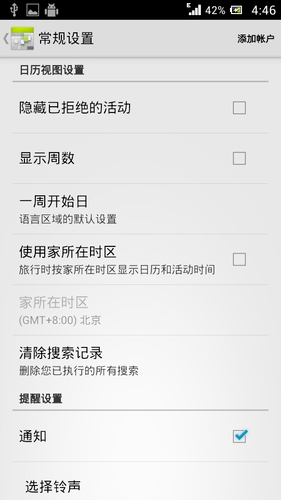 42% 4:46
常规设置 添加帐户
日历视图设置
隐藏已拒绝的活动
显示周数
一周开始日
语言区域的默认设置
使用家所在时区
旅行时按家所在时区显示日历和活动时间
家所在时区
(GMT+8:00) 北京
清除搜索记录
删除您已执行的所有搜索
提醒设置
通知
选择铃声